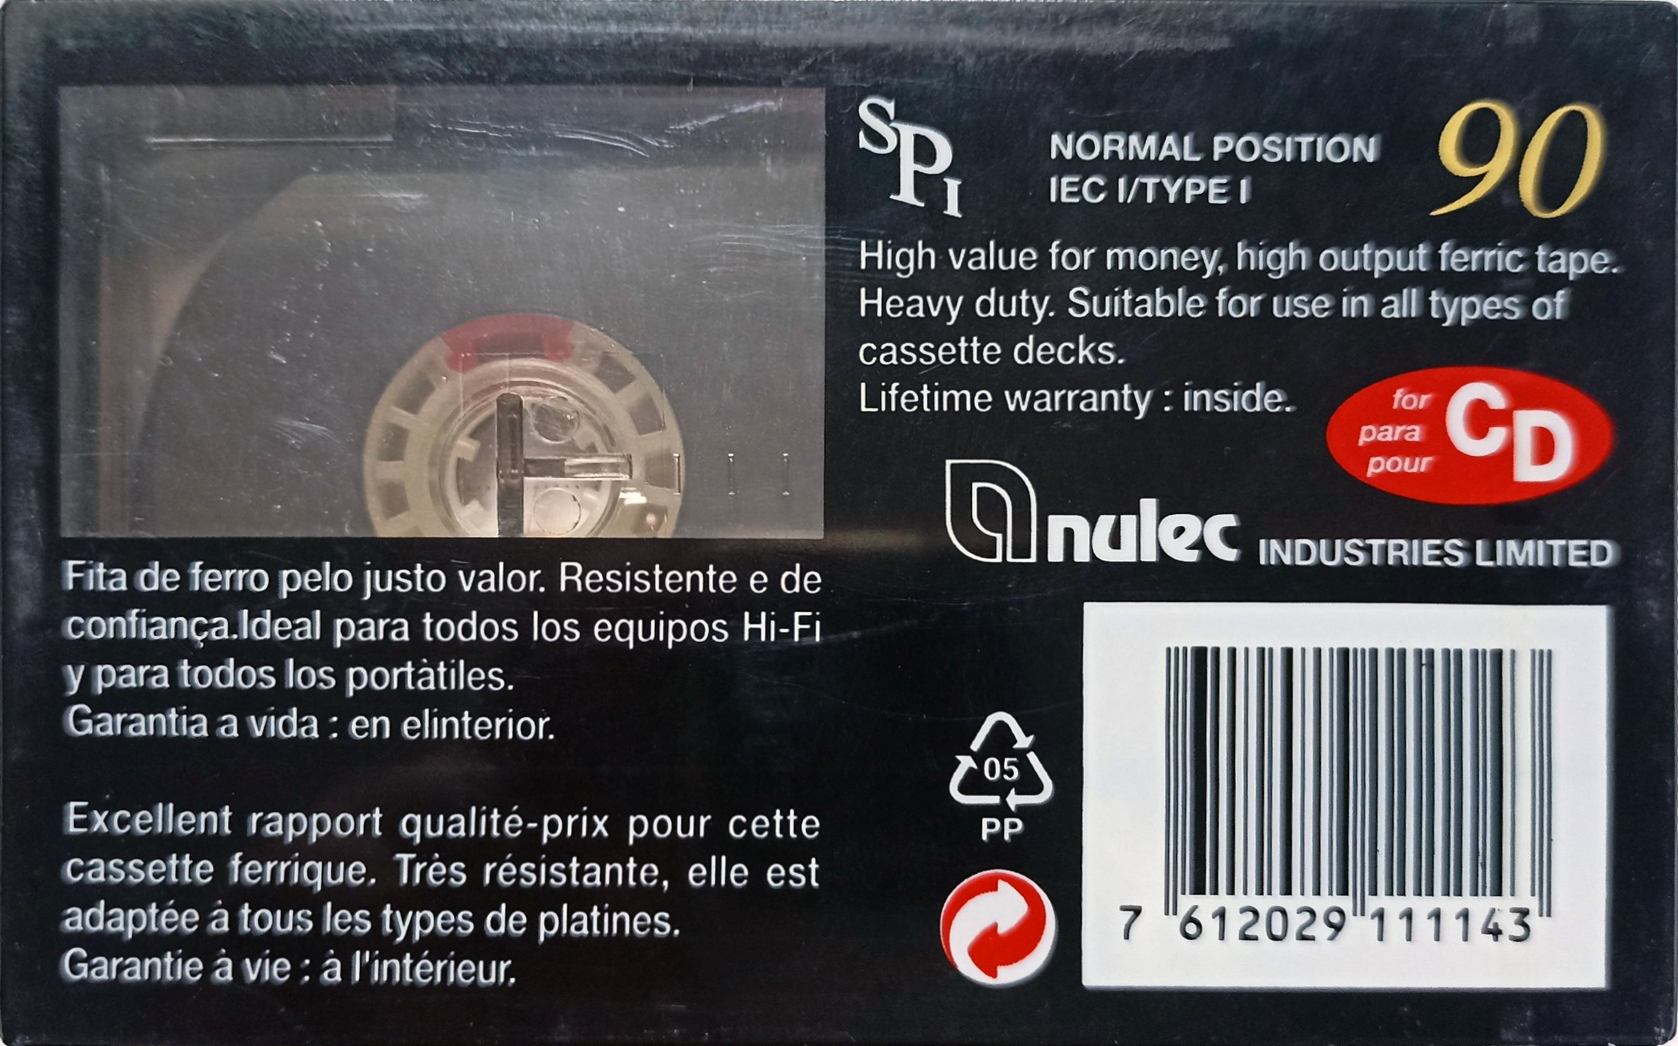 SPI
NORMAL POSITION
IEC I/TYPE I
90
High value for money, high output ferric tape.
Heavy duty. Suitable for use in all types of
cassette decks.
Lifetime warranty : inside.
for
para
pour
CD
nulec INDUSTRIES LIMITED
Fita de ferro pelo justo valor. Resistente e de
confiança.Ideal para todos los equipos Hi-Fi
y para todos los portàtiles.
Garantia a vida : en elinterior.
Excellent rapport qualité-prix pour cette
cassette ferrique. Très résistante, elle est
adaptée à tous les types de platines.
Garantie à vie : à l'intérieur.
05
PP
7 612029 111143